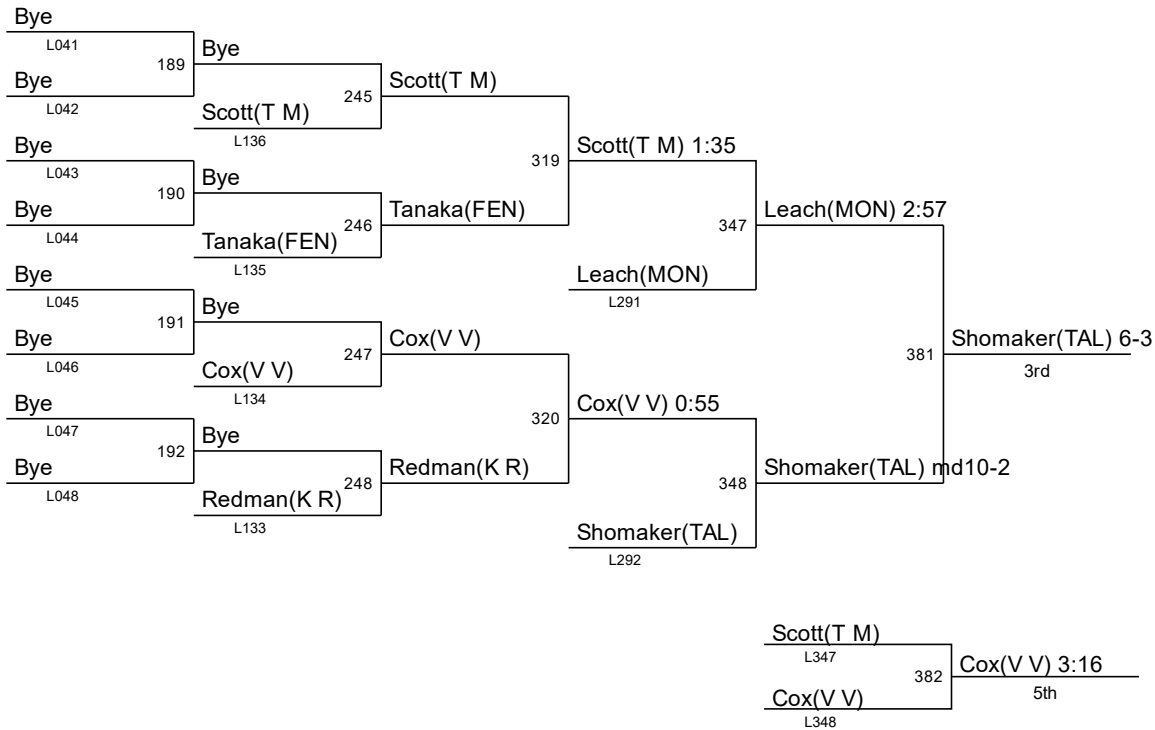 Bye
L041
Bye
189
Bye
L042
Scott(T M)
245
Scott(T M)
L136
Bye
L043
Bye
190
Bye
L044
Tanaka(FEN)
246
Tanaka(FEN)
L135
319
Scott(T M) 1:35
347
Leach(MON) 2:57
Leach(MON)
L291
Bye
L045
Bye
191
Bye
L046
Cox(V V)
247
Cox(V V)
L134
Bye
L047
Bye
192
Bye
L048
Redman(K R)
248
Redman(K R)
L133
320
Cox(V V) 0:55
348
Shomaker(TAL) md10-2
Shomaker(TAL)
L292
381
Shomaker(TAL) 6-3
3rd
Scott(T M)
L347
382
Cox(V V) 3:16
5th
Cox(V V)
L348